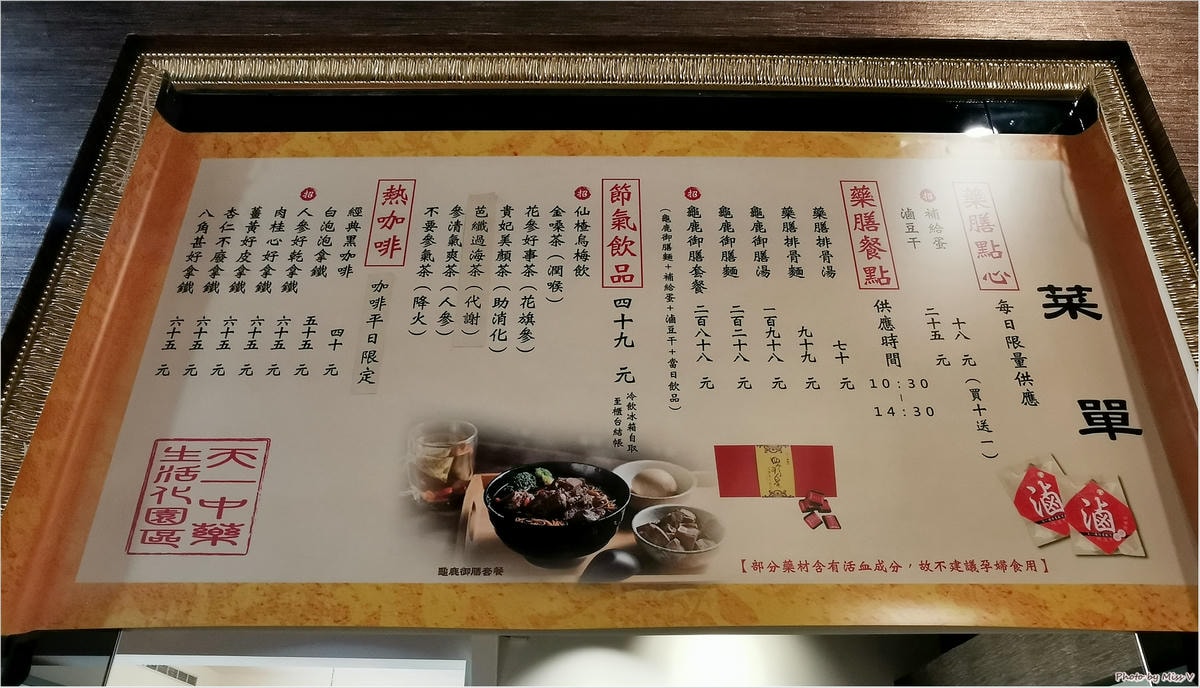 菜單
藥膳點心 每日限量供應
招 補給蛋 十八 元 (買十送一)
滷豆干 二十五 元
藥膳餐點 供應時間 10:30 - 14:30
藥膳排骨湯 七十 元
藥膳排骨麵 九十九 元
龜鹿御膳湯 一百九十八 元
龜鹿御膳麵 二百二十八 元
招 龜鹿御膳套餐 二百八十八 元
(龜鹿御膳麵+補給蛋+滷豆干+當日飲品)
節氣飲品 四十九 元 冷飲冰箱自取
至櫃台結帳
招 仙楂烏梅飲
金嗓茶 (潤喉)
花參好事茶 (花旗參)
貴妃美顏茶 (助消化)
芭纖過海茶 (代謝)
參清氣爽茶 (人參)
不要參氣茶 (降火)
熱咖啡 咖啡平日限定
經典黑咖啡 四十 元
白泡泡拿鐵 五十五 元
招 人參好乾拿鐵 六十五 元
肉桂心好拿鐵 六十五 元
薑黃好皮拿鐵 六十五 元
杏仁不磨拿鐵 六十五 元
八角甚好拿鐵 六十五 元
天一中藥
生活化園區
龜鹿御膳套餐
滷
滷
【部分藥材含有活血成分,故不建議孕婦食用】
Photo by Miss V